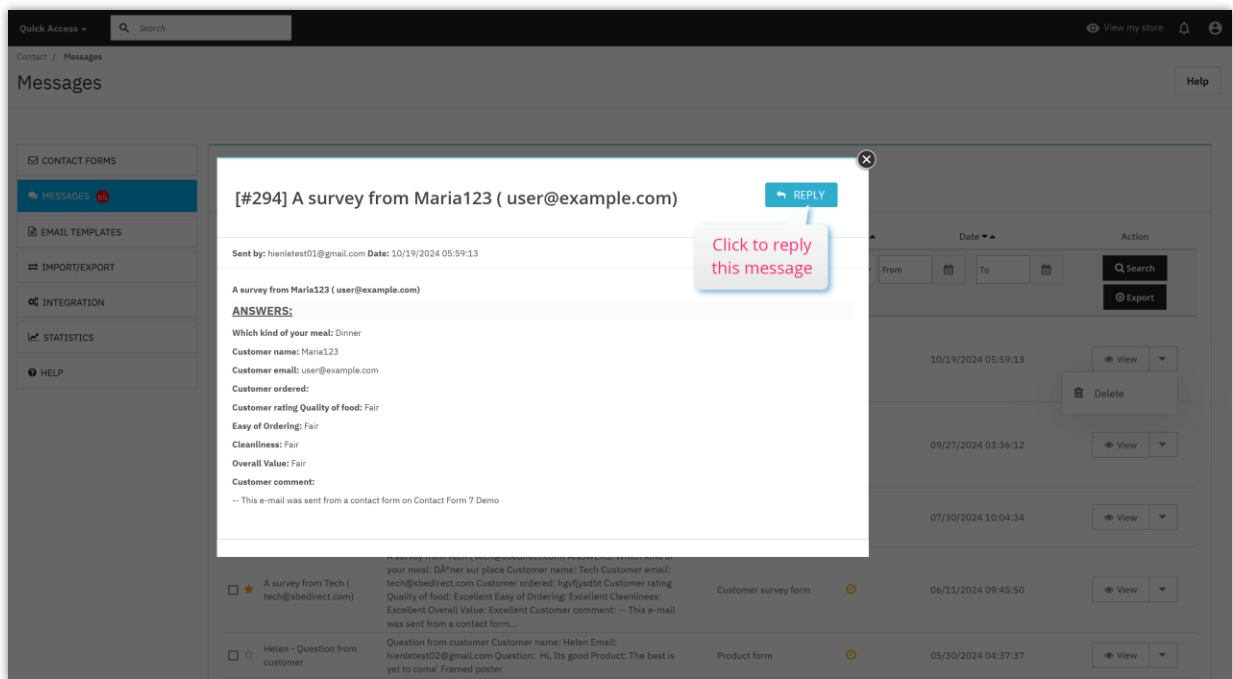 Quick Access
Search
View my store
Contact / Messages
Messages
Help
CONTACT FORMS
MESSAGES 65
EMAIL TEMPLATES
IMPORT/EXPORT
INTEGRATION
STATISTICS
HELP
[#294] A survey from Maria123 ( user@example.com)
REPLY
Click to reply
this message
Sent by: hienletest01@gmail.com Date: 10/19/2024 05:59:13
A survey from Maria123 ( user@example.com)
ANSWERS:
Which kind of your meal: Dinner
Customer name: Maria123
Customer email: user@example.com
Customer ordered:
Customer rating Quality of food: Fair
Easy of Ordering: Fair
Cleanliness: Fair
Overall Value: Fair
Customer comment:
-- This e-mail was sent from a contact form on Contact Form 7 Demo
Date Action
From To Search
Export
10/19/2024 05:59:13 View
Delete
09/27/2024 03:36:12 View
07/30/2024 10:04:34 View
A survey from Tech ( tech@sbedirect.com) ANSWERS: Which kind of
your meal: DÃªner sur place Customer name: Tech Customer email:
A survey from Tech (
tech@sbedirect.com)
tech@sbedirect.com Customer ordered: hgvfjysdbt Customer rating
Quality of food: Excellent Easy of Ordering: Excellent Cleanliness:
Excellent Overall Value: Excellent Customer comment: -- This e-mail
was sent from a contact form...
Customer survey form
06/11/2024 09:45:50 View
Helen - Question from
customer
Question from customer Customer name: Helen Email:
hienletest02@gmail.com Question: Hi, Its good Product: The best is
yet to come' Framed poster
Product form
05/30/2024 04:37:37 View